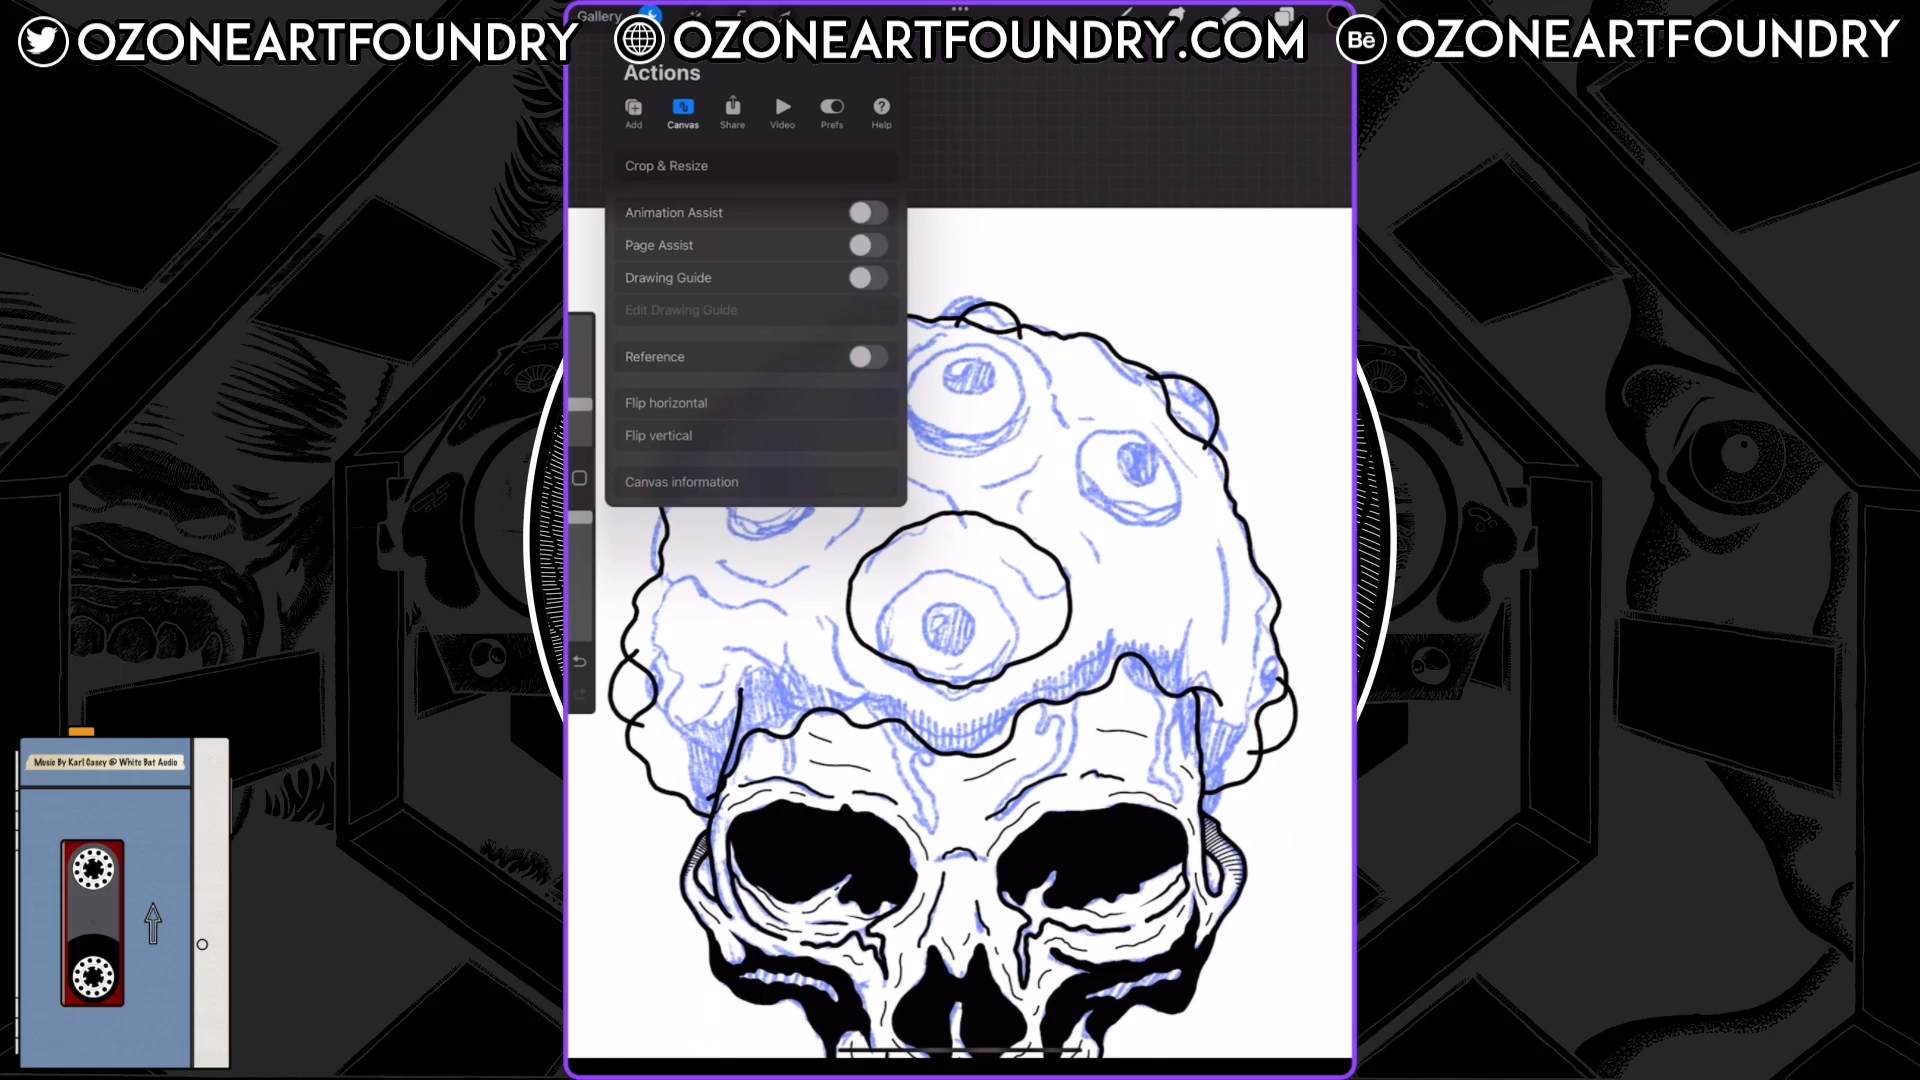 OZONEARTFOUNDRY
OZONEARTFOUNDRY.COM
Bē OZONEARTFOUNDRY
Gallery
Actions
Add Canvas Share Video Prefs Help
Crop & Resize
Animation Assist
Page Assist
Drawing Guide
Edit Drawing Guide
Reference
Flip horizontal
Flip vertical
Canvas information
Music By Karl Casey @ White Bat Audio